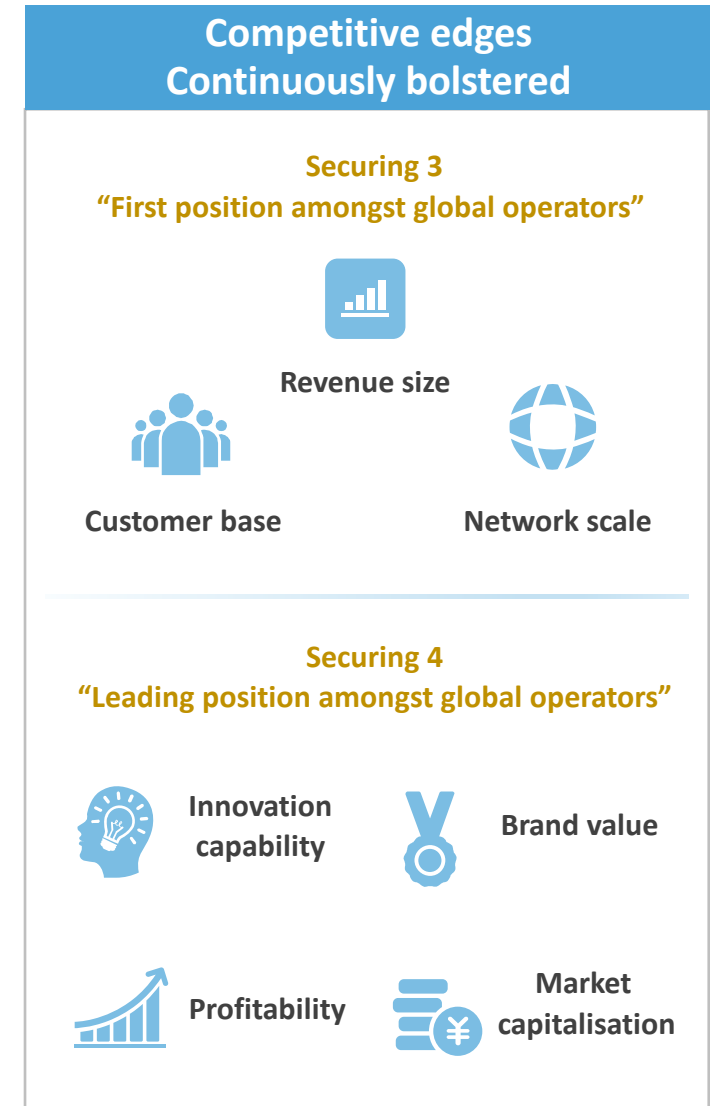 Competitive edges
Continuously bolstered
Securing 3
“First position amongst global operators”
Revenue size
Customer base
Network scale
Securing 4
“Leading position amongst global operators”
Innovation
capability
Brand value
Profitability
Market
capitalisation
¥